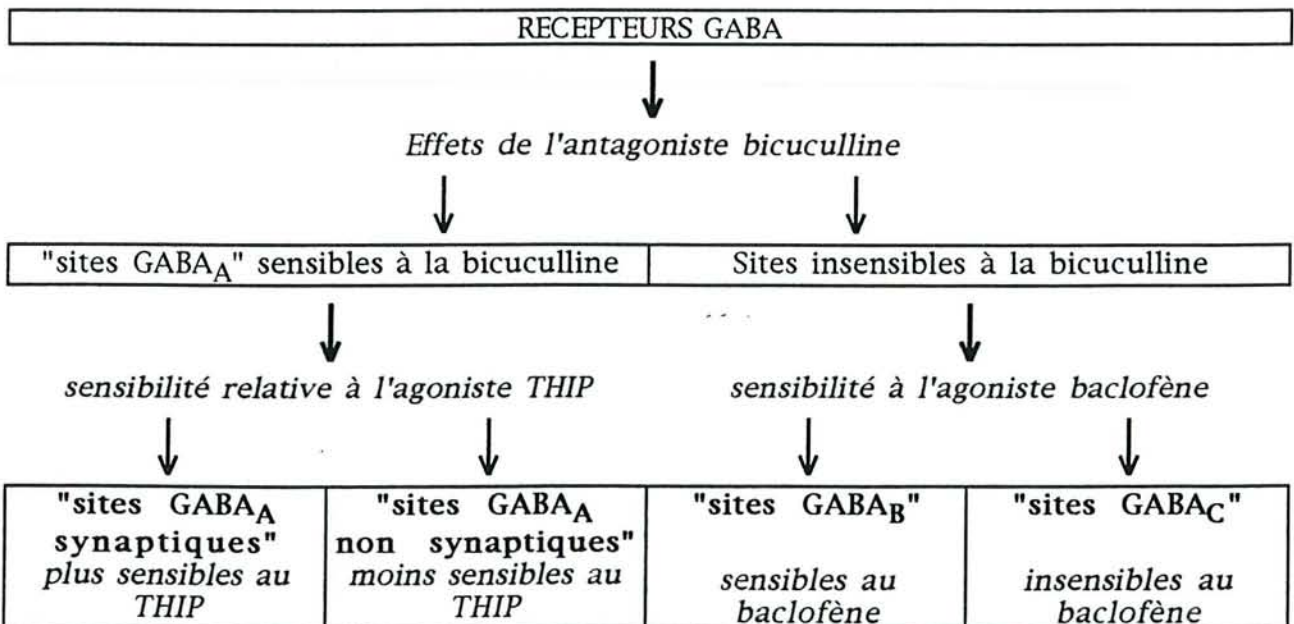 RECEPTEURS GABA
Effets de l'antagoniste bicuculline
"sites GABAA" sensibles à la bicuculline
Sites insensibles à la bicuculline
sensibilité relative à l'agoniste THIP
sensibilité à l'agoniste baclofène
"sites GABAA
synaptiques"
plus sensibles au
THIP
"sites GABAA
non synaptiques"
moins sensibles au
THIP
"sites GABAB"
sensibles au
baclofène
"sites GABAC"
insensibles au
baclofène